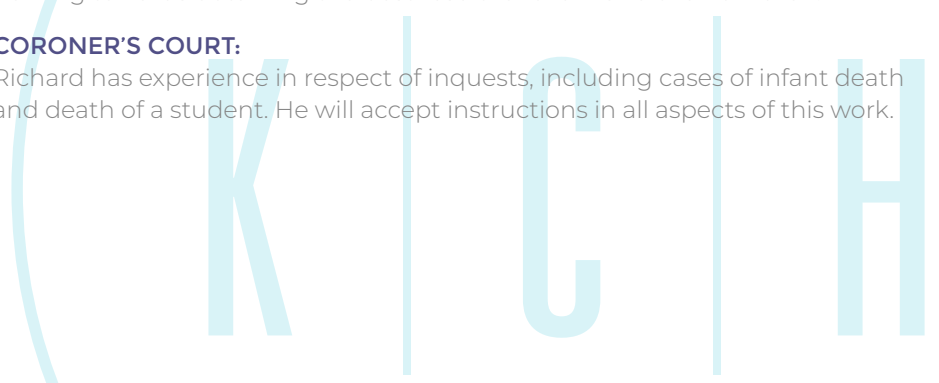 CORONER'S COURT:
Richard has experience in respect of inquests, including cases of infant death
and death of a student. He will accept instructions in all aspects of this work.
K C H